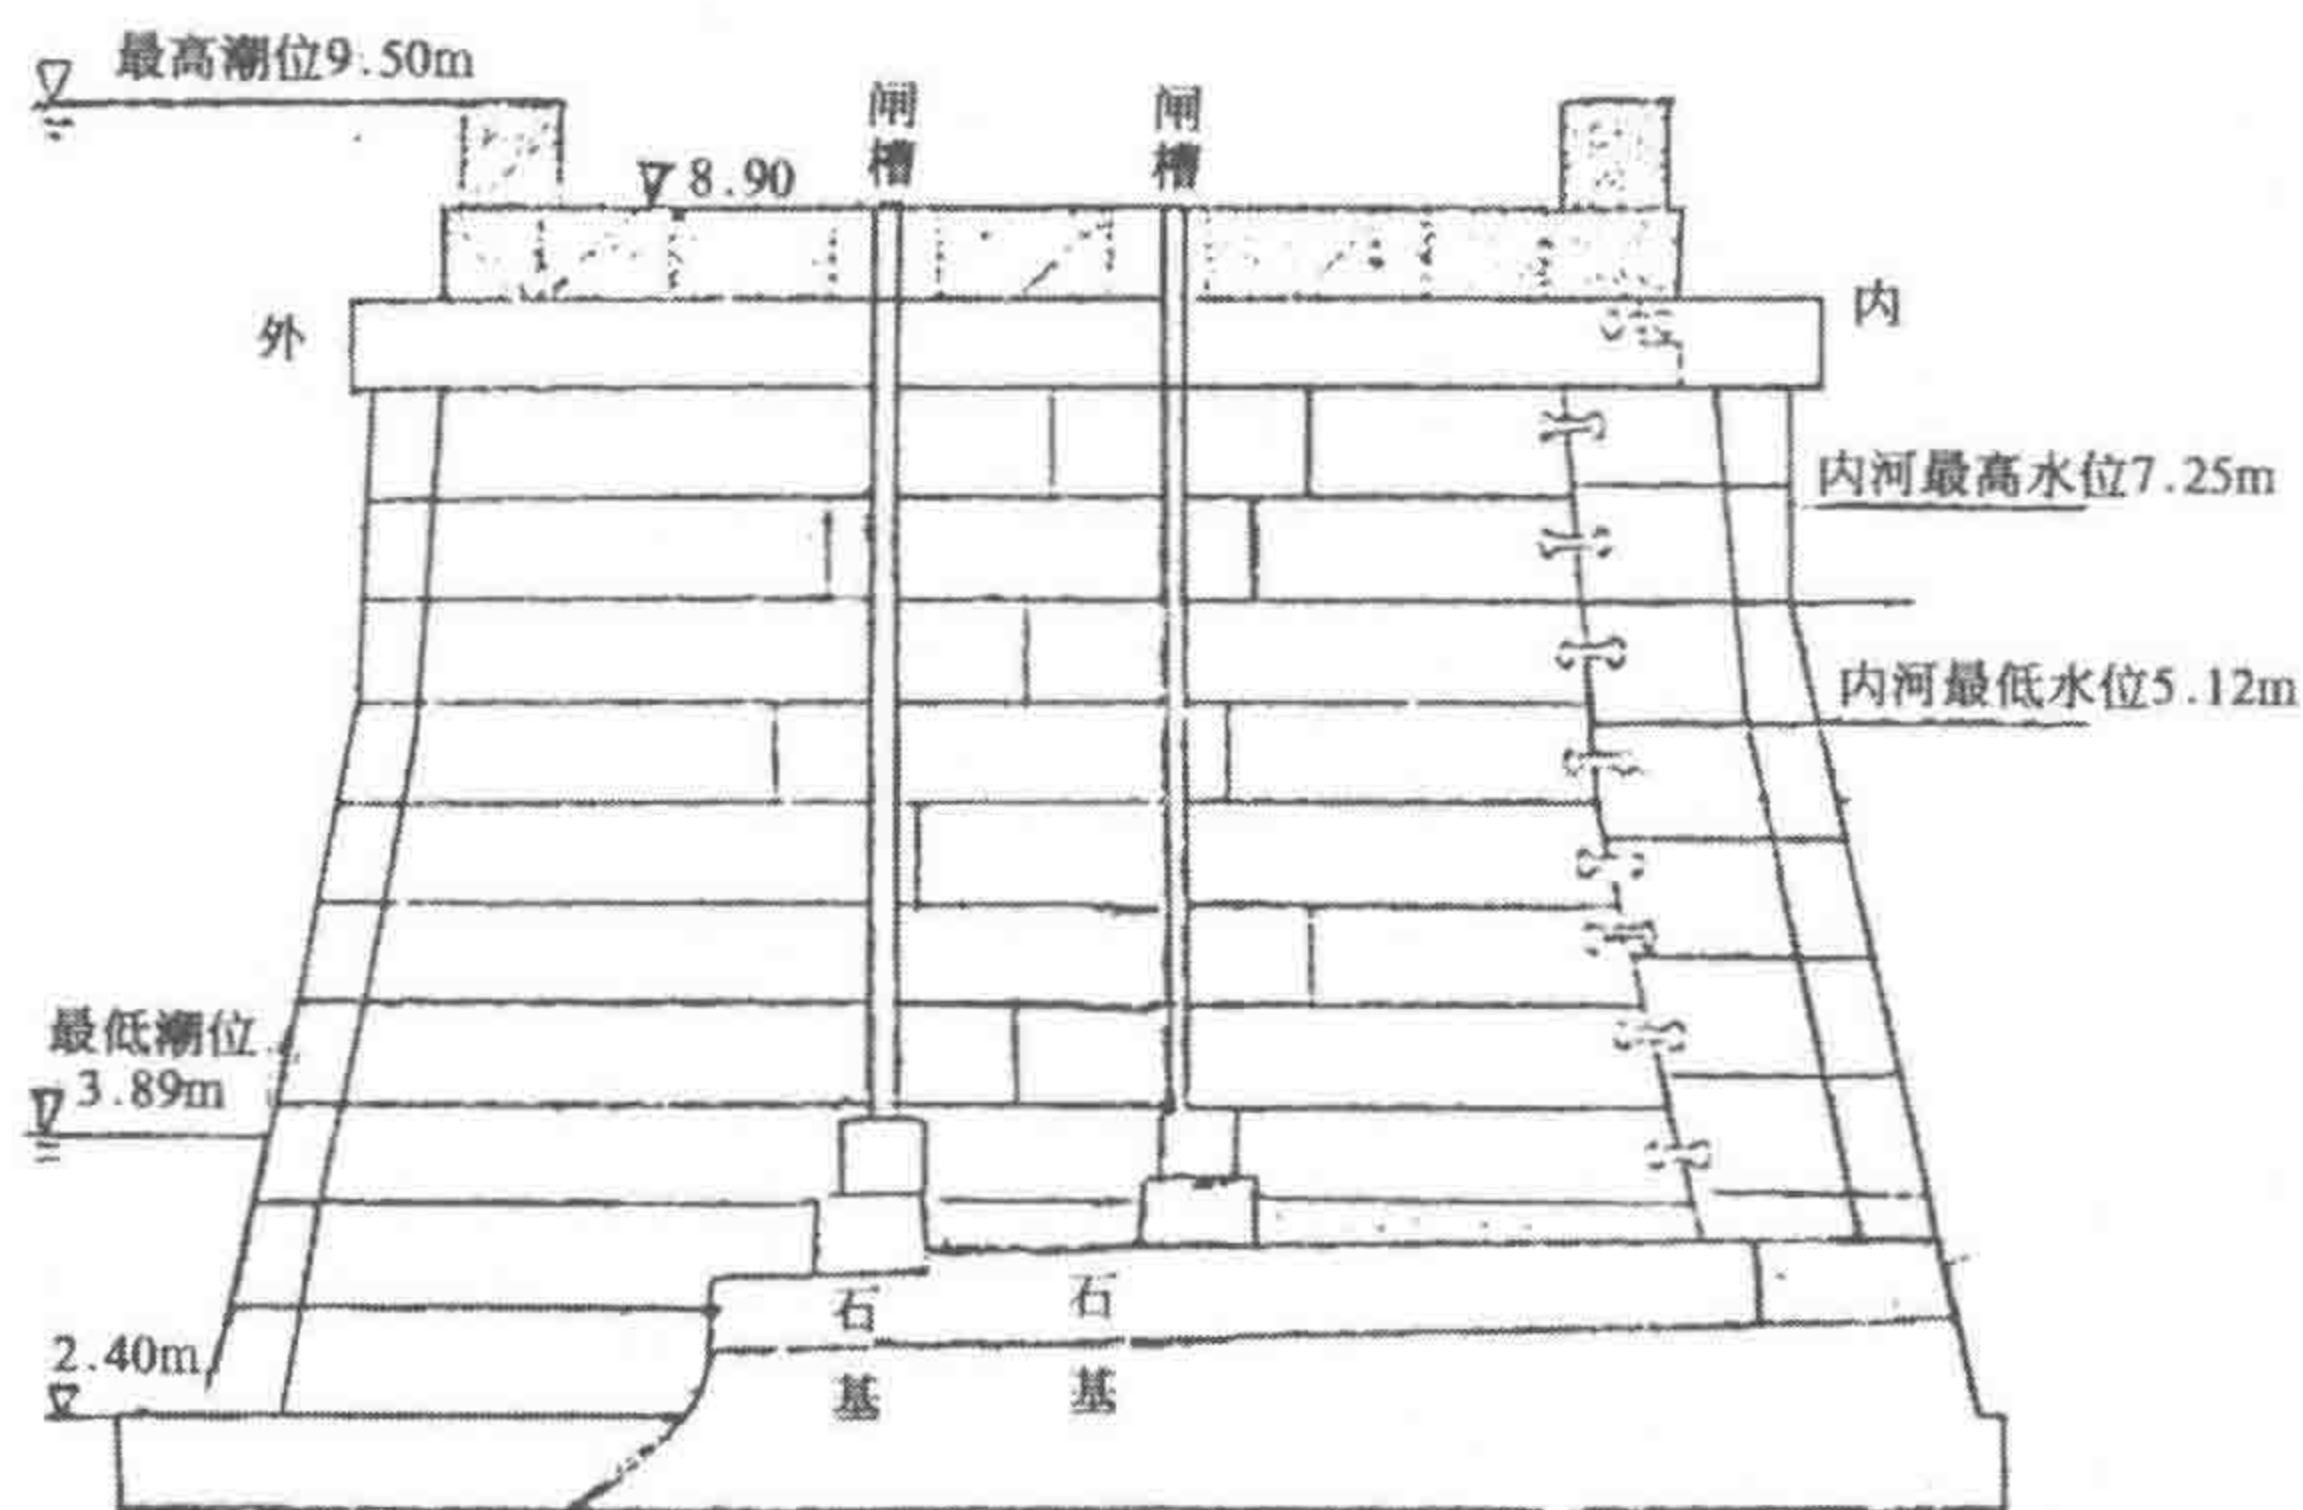 最高潮位9.50m
闸槽
闸槽
8.90
外
内
内河最高水位7.25m
内河最低水位5.12m
最低潮位
3.89m
石基
石基
2.40m